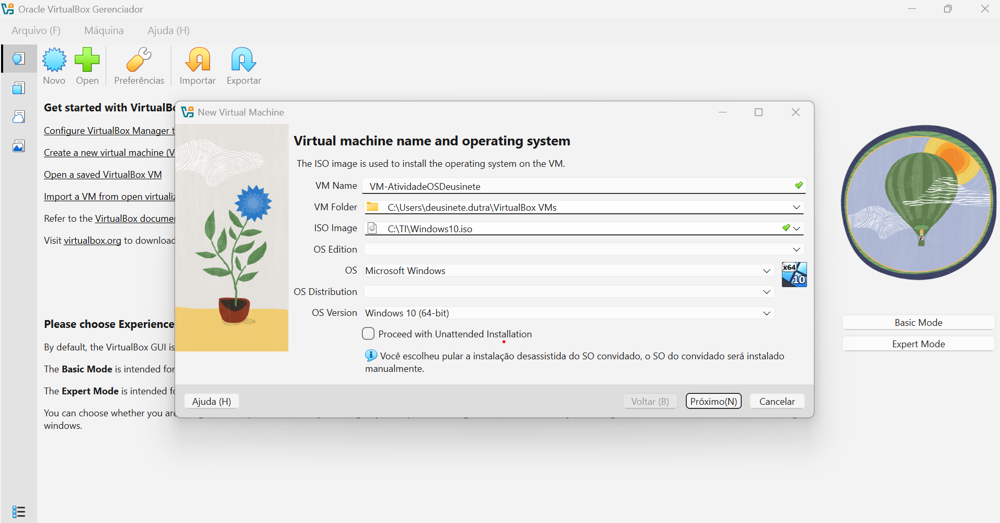 Oracle VirtualBox Gerenciador
Arquivo (F) Máquina Ajuda (H)
Novo Open Preferências Importar Exportar
Get started with VirtualBo
Configure VirtualBox Manager t
Create a new virtual machine (V
Open a saved VirtualBox VM
Import a VM from open virtualiz
Refer to the VirtualBox documen
Visit virtualbox.org to download
Please choose Experience
By default, the VirtualBox GUI is
The Basic Mode is intended for
The Expert Mode is intended fo
You can choose whether you are
windows.
New Virtual Machine
Virtual machine name and operating system
The ISO image is used to install the operating system on the VM.
VM Name VM-AtividadeOSDeusinete
VM Folder C:\Users\deusinete.dutra\VirtualBox VMs
ISO Image C:\TI\Windows10.iso
OS Edition
OS Microsoft Windows
x64
10
OS Distribution
OS Version Windows 10 (64-bit)
Proceed with Unattended Installation
Você escolheu pular a instalação desassistida do SO convidado, o SO do convidado será instalado
manualmente.
Ajuda (H) Voltar (B) Próximo(N) Cancelar
Basic Mode
Expert Mode